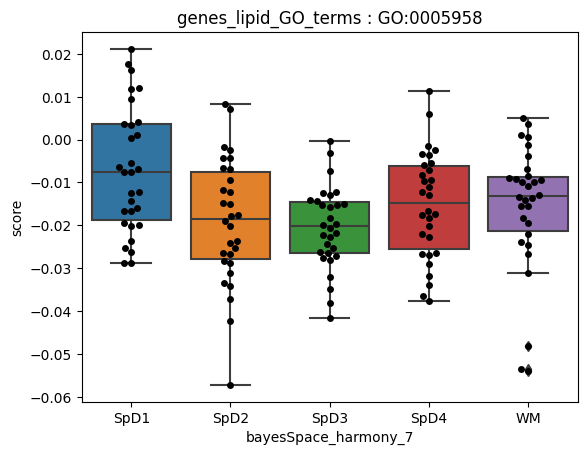 genes_lipid_GO_terms : GO:0005958
0.02
0.01
0.00
−0.01
−0.02
−0.03
−0.04
−0.05
−0.06
score
SpD1 SpD2 SpD3 SpD4 WM
bayesSpace_harmony_7